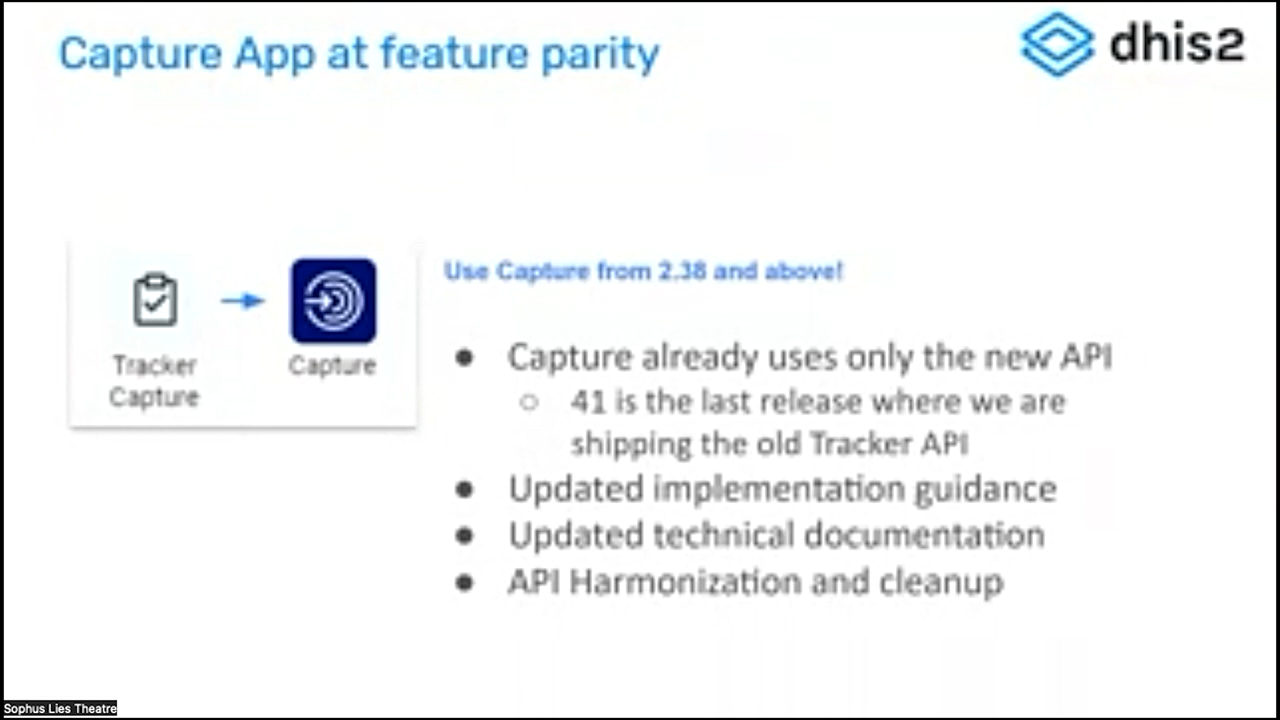 Capture App at feature parity
dhis2
Tracker
Capture
Capture
Use Capture from 2.38 and above!
● Capture already uses only the new API
○ 41 is the last release where we are
shipping the old Tracker API
● Updated implementation guidance
● Updated technical documentation
● API Harmonization and cleanup
Sophus Lies Theatre